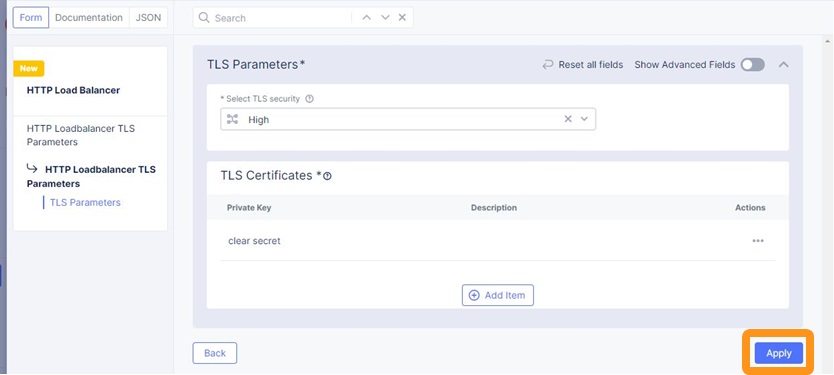 Form Documentation JSON
Search
New
HTTP Load Balancer
HTTP Loadbalancer TLS
Parameters
HTTP Loadbalancer TLS
Parameters
TLS Parameters
TLS Parameters*
Reset all fields
Show Advanced Fields
* Select TLS security
High
TLS Certificates *
Private Key Description Actions
clear secret
Add Item
Back
Apply